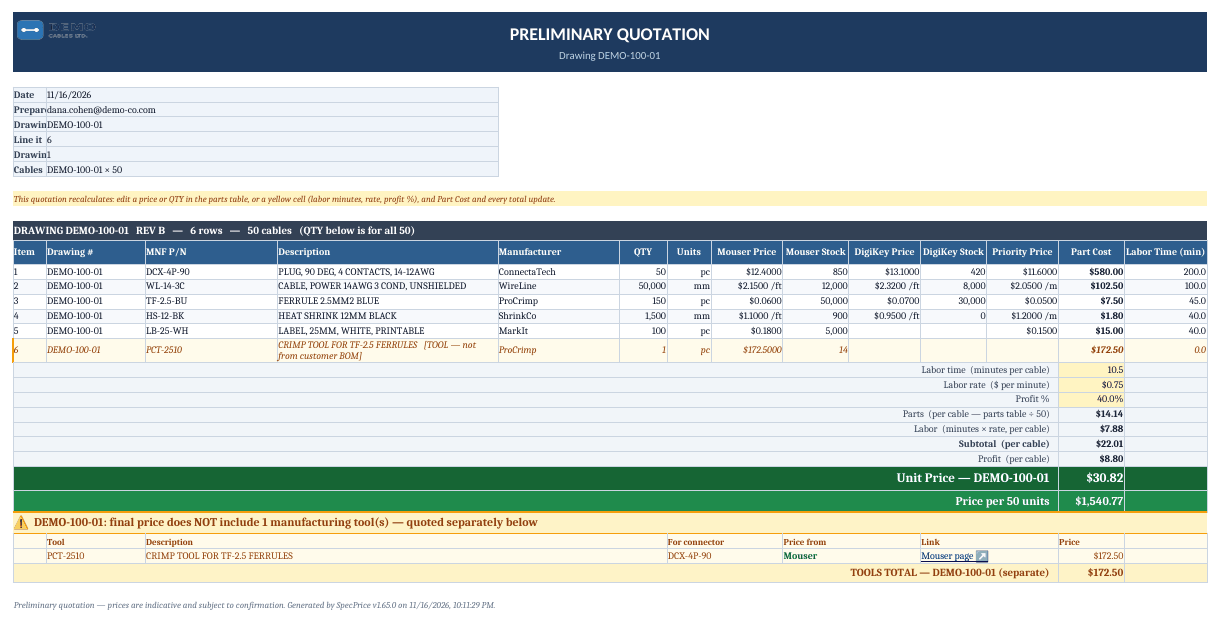 DEMO
CABLES LTD.
PRELIMINARY QUOTATION
Drawing DEMO-100-01
Date 11/16/2026
Prepar dana.cohen@demo-co.com
Drawin DEMO-100-01
Line it 6
Drawin 1
Cables DEMO-100-01 × 50
This quotation recalculates: edit a price or QTY in the parts table, or a yellow cell (labor minutes, rate, profit %), and Part Cost and every total update.
DRAWING DEMO-100-01 REV B — 6 rows — 50 cables (QTY below is for all 50)
Item Drawing # MNF P/N Description Manufacturer QTY Units Mouser Price Mouser Stock DigiKey Price DigiKey Stock Priority Price Part Cost Labor Time (min)
1 DEMO-100-01 DCX-4P-90 PLUG, 90 DEG, 4 CONTACTS, 14-12AWG ConnectaTech 50 pc $12.4000 850 $13.1000 420 $11.6000 $580.00 200.0
2 DEMO-100-01 WL-14-3C CABLE, POWER 14AWG 3 COND, UNSHIELDED WireLine 50,000 mm $2.1500 /ft 12,000 $2.3200 /ft 8,000 $2.0500 /m $102.50 100.0
3 DEMO-100-01 TF-2.5-BU FERRULE 2.5MM2 BLUE ProCrimp 150 pc $0.0600 50,000 $0.0700 30,000 $0.0500 $7.50 45.0
4 DEMO-100-01 HS-12-BK HEAT SHRINK 12MM BLACK ShrinkCo 1,500 mm $1.1000 /ft 900 $0.9500 /ft 0 $1.2000 /m $1.80 40.0
5 DEMO-100-01 LB-25-WH LABEL, 25MM, WHITE, PRINTABLE MarkIt 100 pc $0.1800 5,000 $0.1500 $15.00 40.0
6 DEMO-100-01 PCT-2510 CRIMP TOOL FOR TF-2.5 FERRULES [TOOL — not from customer BOM] ProCrimp 1 pc $172.5000 14 $172.50 0.0
Labor time (minutes per cable) 10.5
Labor rate ($ per minute) $0.75
Profit % 40.0%
Parts (per cable — parts table ÷ 50) $14.14
Labor (minutes × rate, per cable) $7.88
Subtotal (per cable) $22.01
Profit (per cable) $8.80
Unit Price — DEMO-100-01 $30.82
Price per 50 units $1,540.77
⚠️ DEMO-100-01: final price does NOT include 1 manufacturing tool(s) — quoted separately below
Tool Description For connector Price from Link Price
PCT-2510 CRIMP TOOL FOR TF-2.5 FERRULES DCX-4P-90 Mouser Mouser page ↗️ $172.50
TOOLS TOTAL — DEMO-100-01 (separate) $172.50
Preliminary quotation — prices are indicative and subject to confirmation. Generated by SpecPrice v1.65.0 on 11/16/2026, 10:11:29 PM.